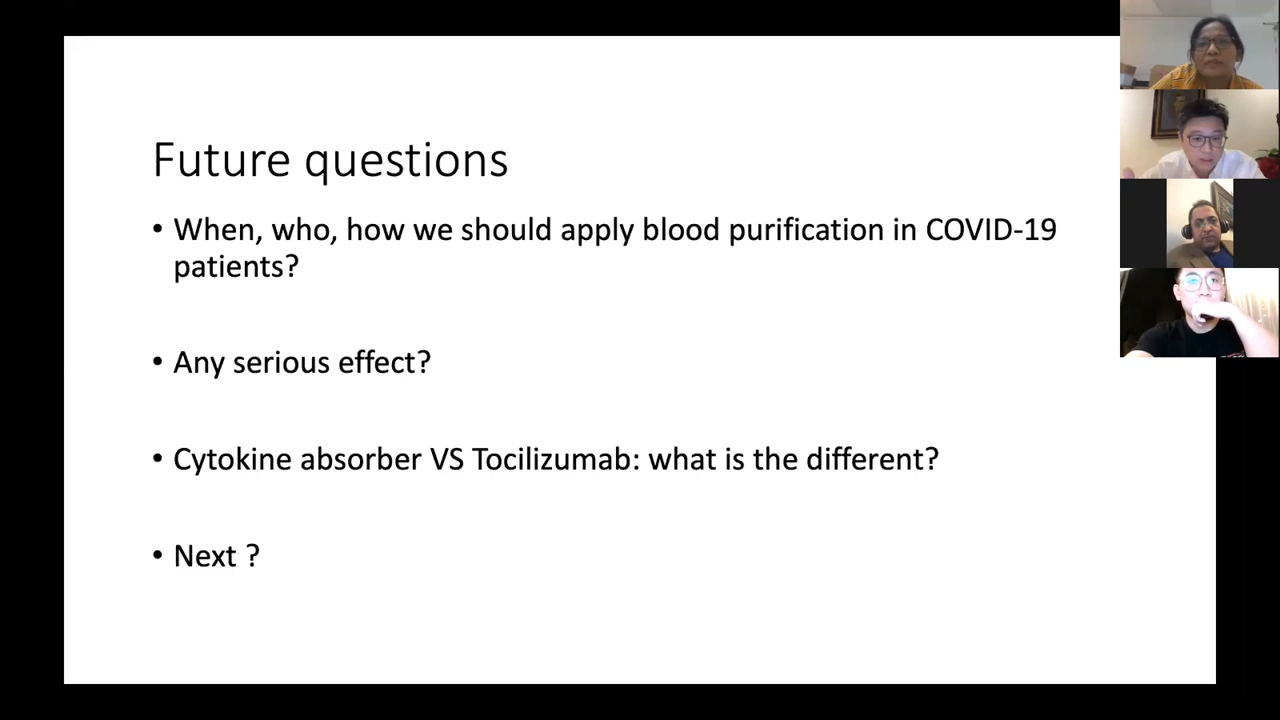 Future questions
• When, who, how we should apply blood purification in COVID-19
patients?
• Any serious effect?
• Cytokine absorber VS Tocilizumab: what is the different?
• Next ?